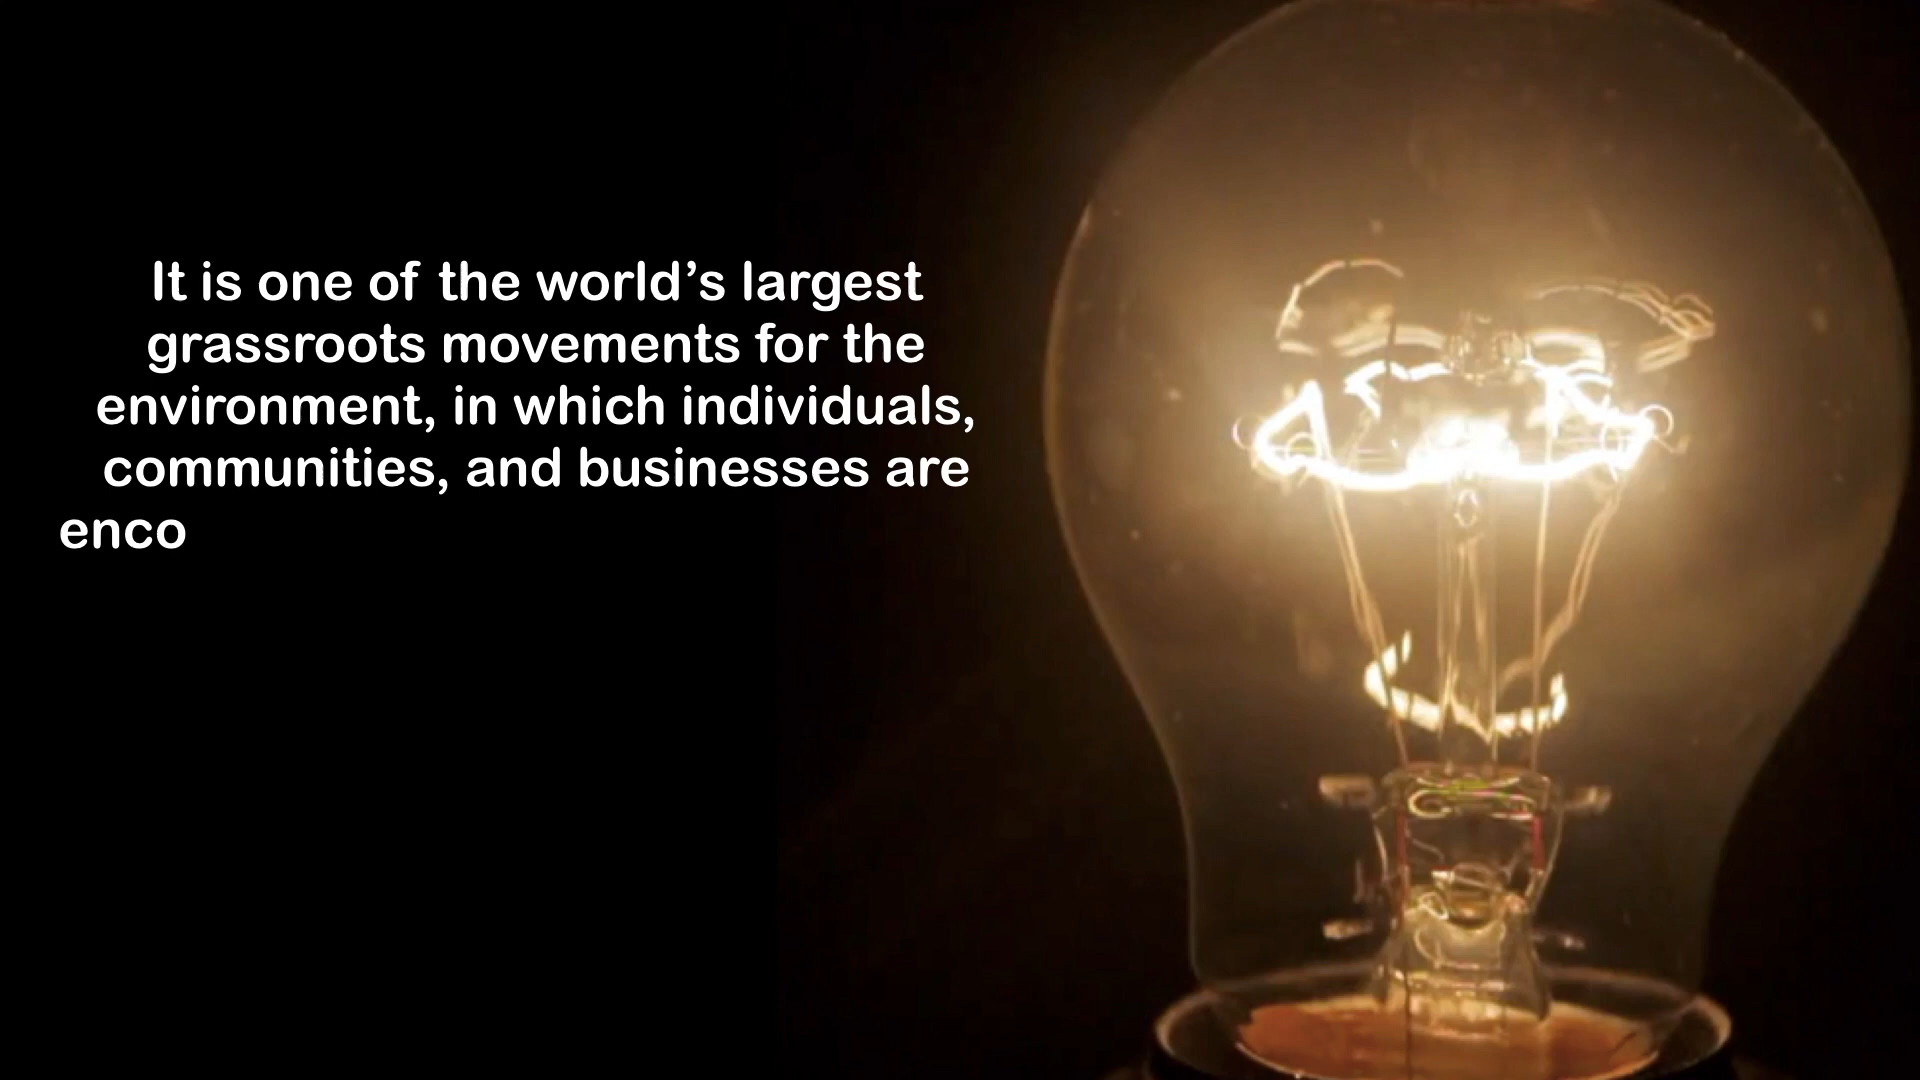 It is one of the world’s largest
grassroots movements for the
environment, in which individuals,
communities, and businesses are
enco